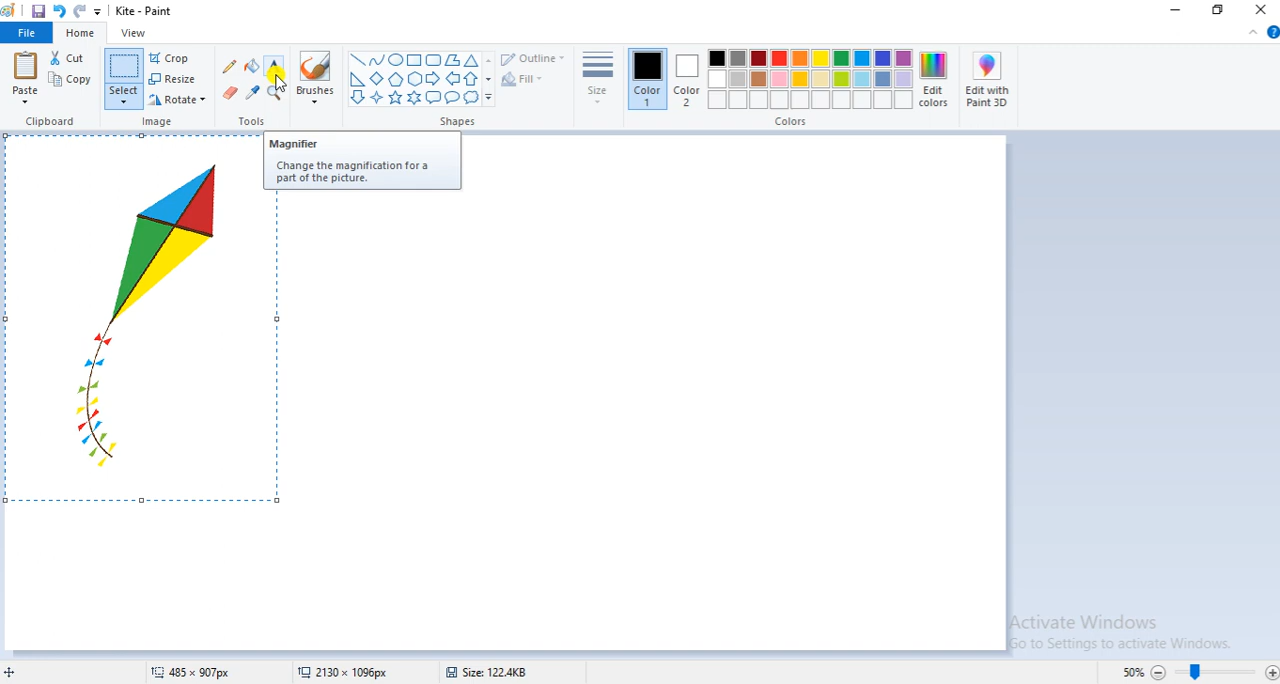 Kite - Paint
File Home View
Paste
Cut
Copy
Clipboard
Select
Crop
Resize
Rotate
Image
A
Tools
Brushes
Shapes
Outline
Fill
Size
Color 1
Color 2
Colors
Edit colors
Edit with Paint 3D
Magnifier
Change the magnification for a
part of the picture.
Activate Windows
Go to Settings to activate Windows.
485 × 907px
2130 × 1096px
Size: 122.4KB
50%